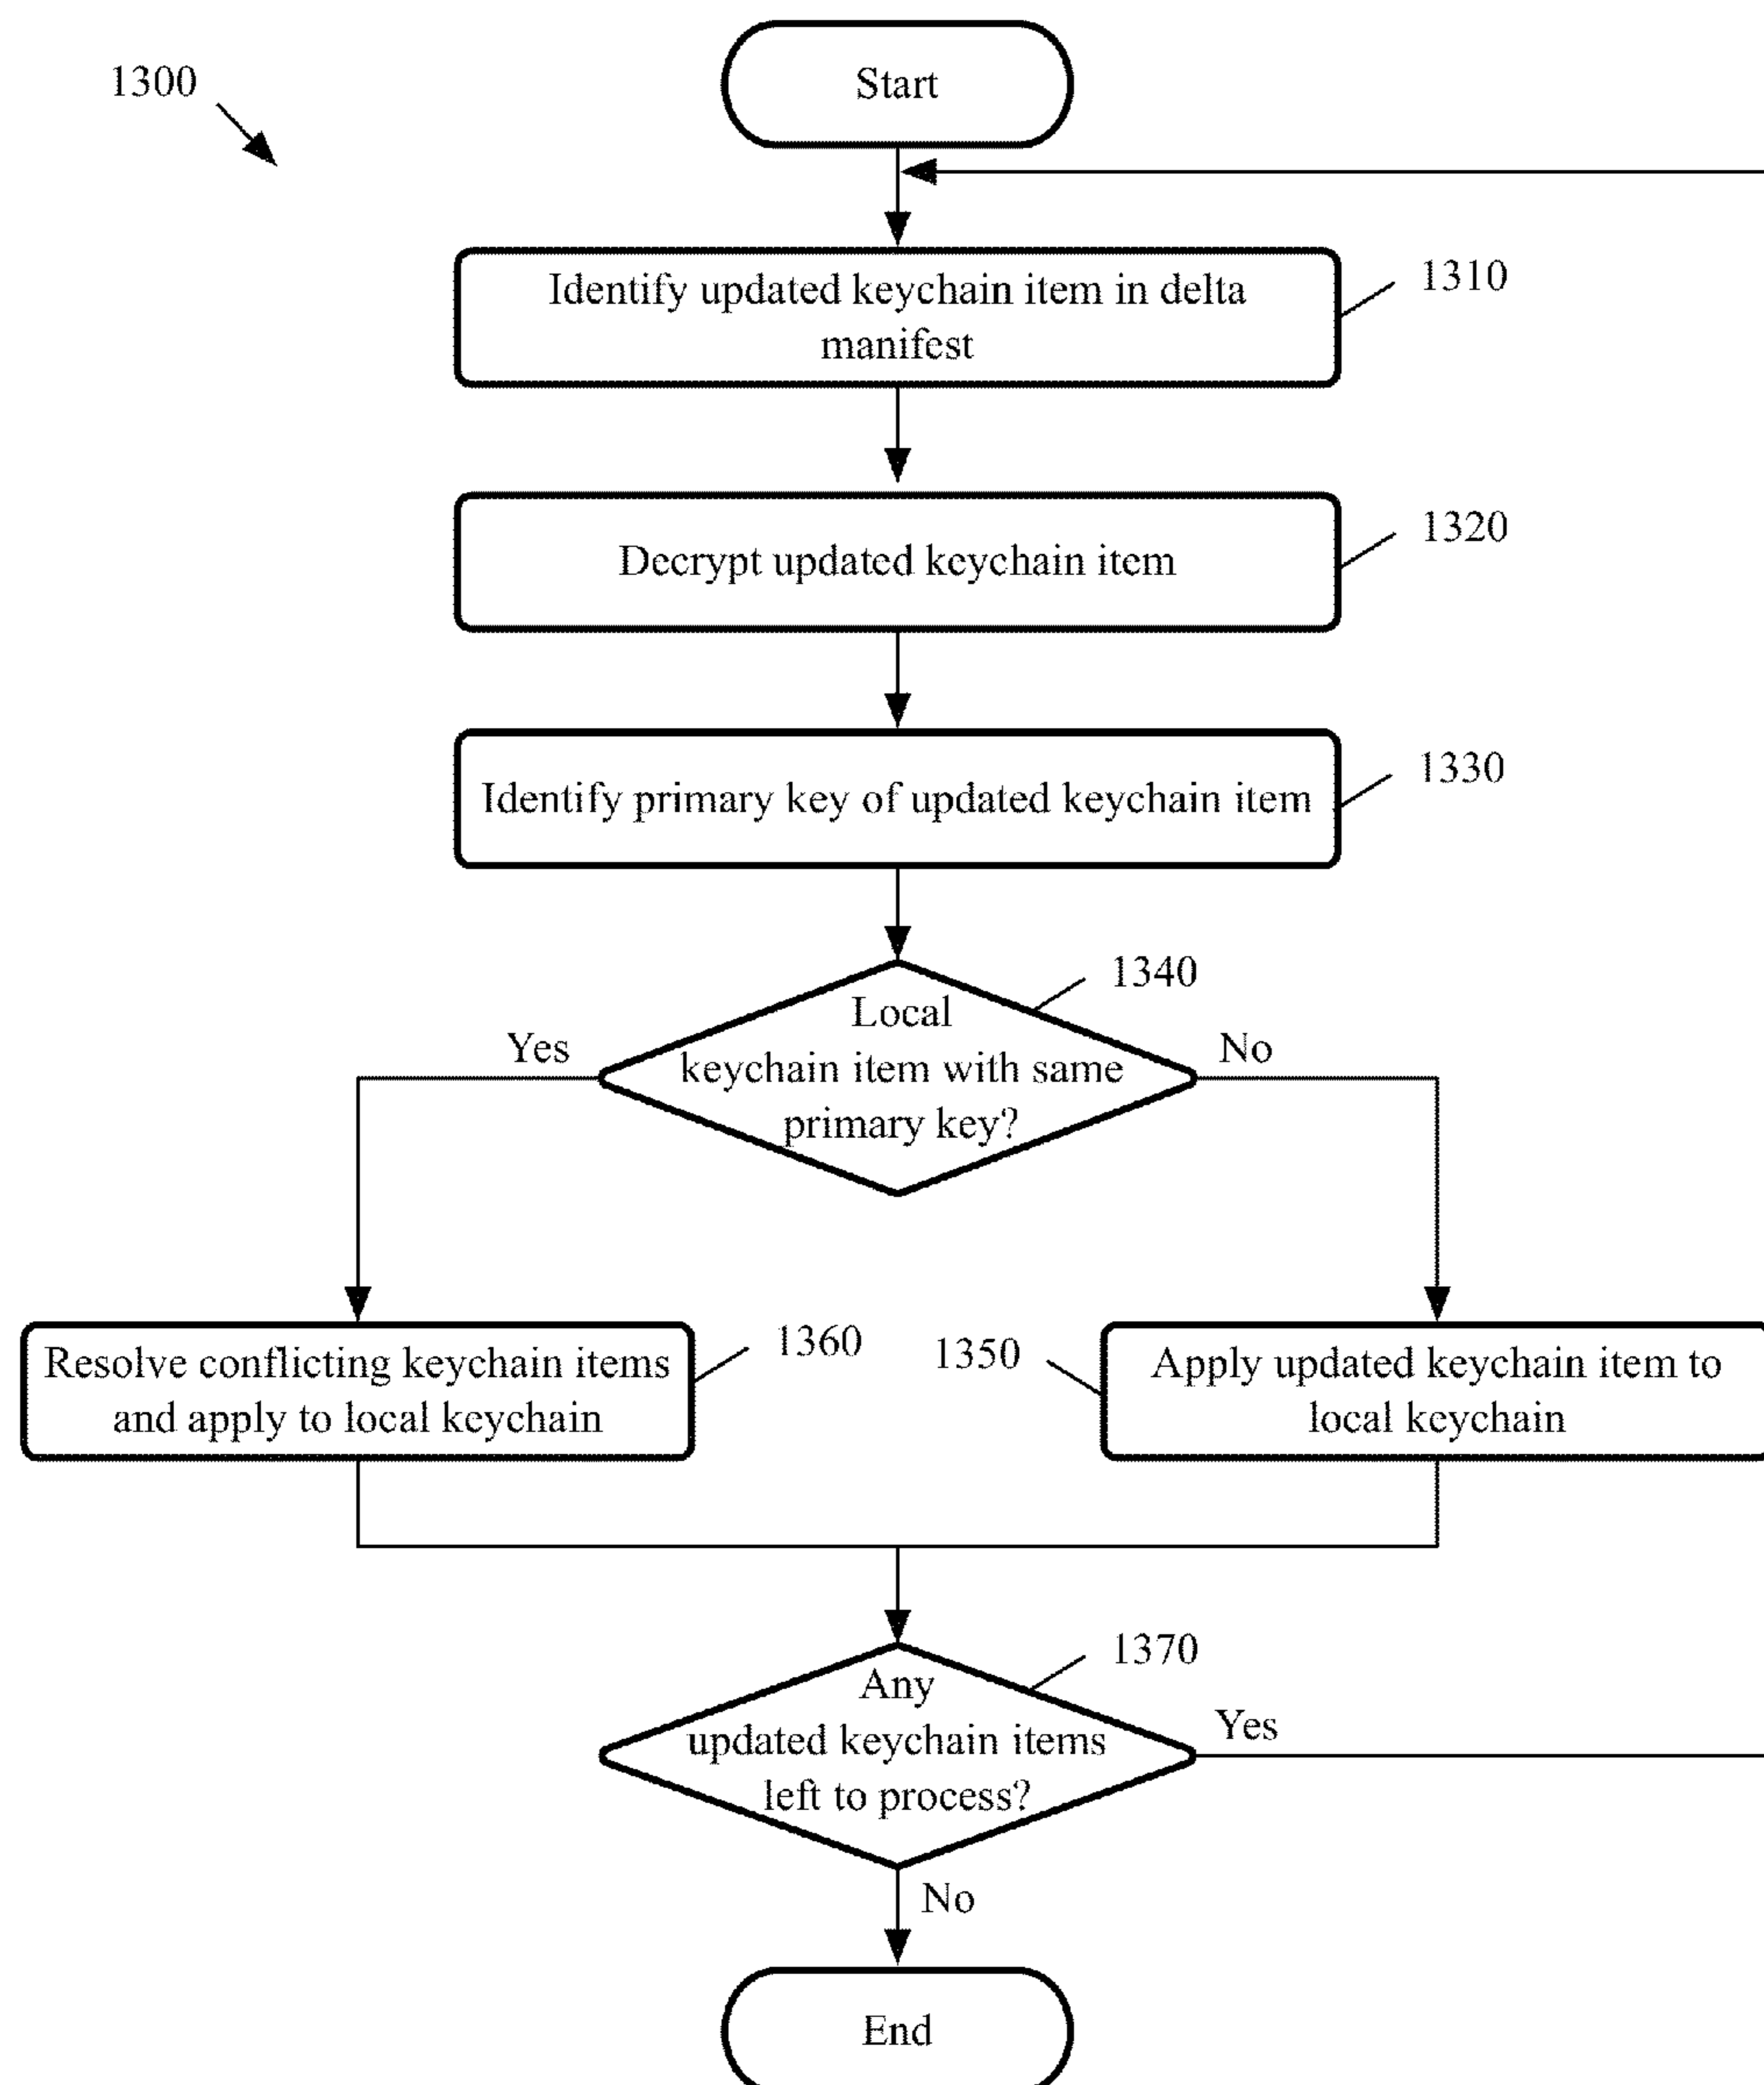 1300
Start
Identify updated keychain item in delta
manifest
1310
Decrypt updated keychain item
1320
Identify primary key of updated keychain item
1330
1340
Local
keychain item with same
primary key?
Yes
No
Resolve conflicting keychain items
and apply to local keychain
1360
1350
Apply updated keychain item to
local keychain
1370
Any
updated keychain items
left to process?
Yes
No
End